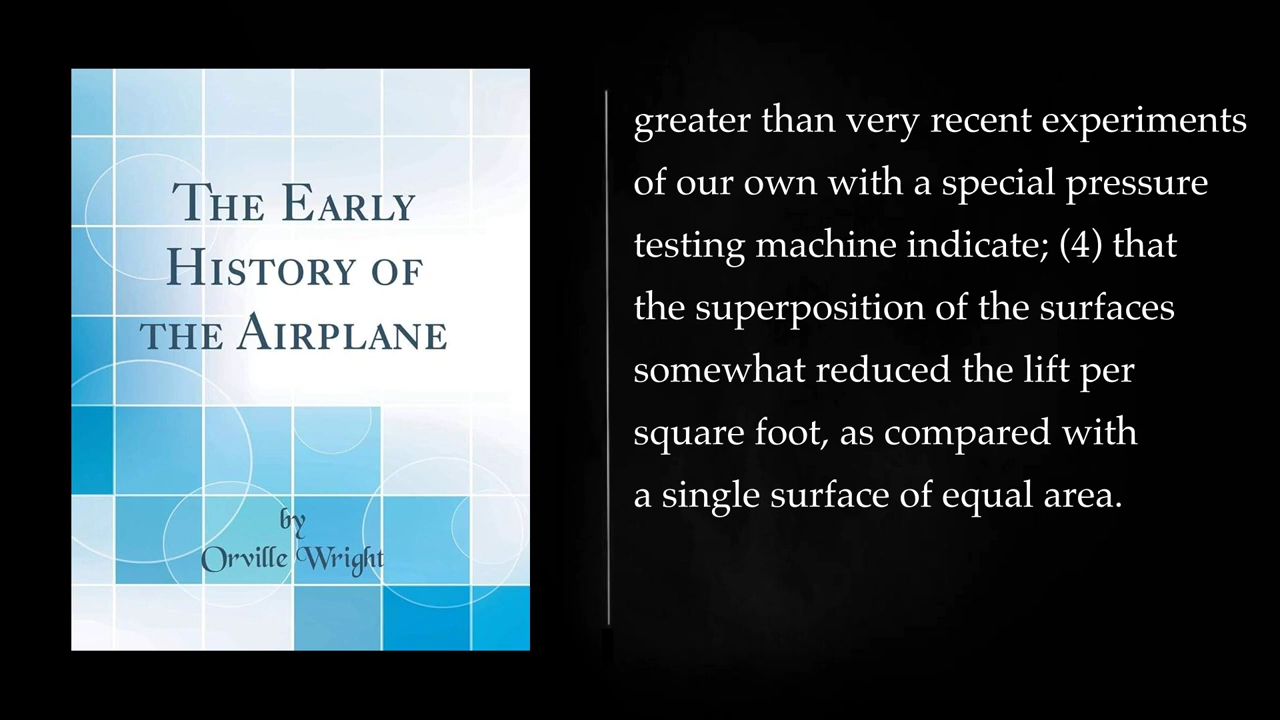 The Early
History of
the Airplane
by
Orville Wright
greater than very recent experiments
of our own with a special pressure
testing machine indicate; (4) that
the superposition of the surfaces
somewhat reduced the lift per
square foot, as compared with
a single surface of equal area.